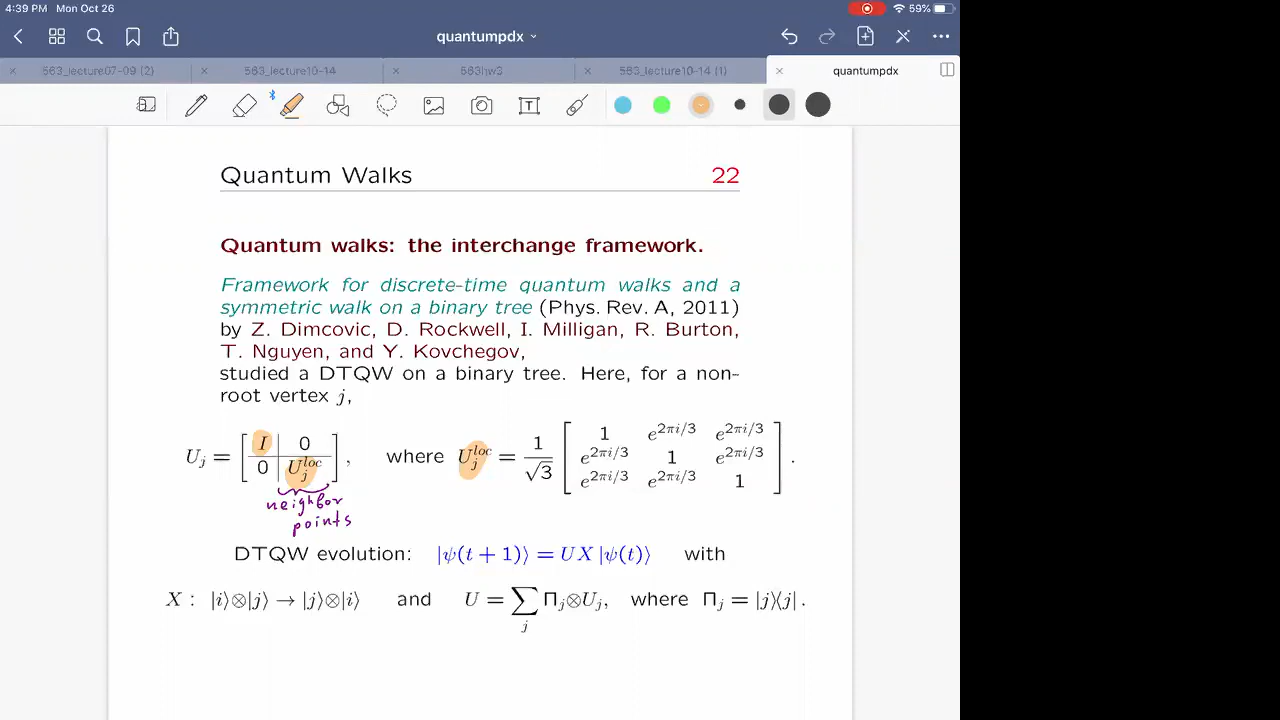 4:39 PM Mon Oct 26
59%
quantumpdx
563_lecture07-09 (2)
563_lecture10-14
563hw3
563_lecture10-14 (1)
quantumpdx
Quantum Walks 22
Quantum walks: the interchange framework.
Framework for discrete-time quantum walks and a
symmetric walk on a binary tree (Phys. Rev. A, 2011)
by Z. Dimcovic, D. Rockwell, I. Milligan, R. Burton,
T. Nguyen, and Y. Kovchegov,
studied a DTQW on a binary tree. Here, for a non-
root vertex j,
U_j = [ I | 0 ; 0 | U_j^{loc} ], where U_j^{loc} = 1/√3 [ 1 e^{2πi/3} e^{2πi/3} ; e^{2πi/3} 1 e^{2πi/3} ; e^{2πi/3} e^{2πi/3} 1 ].
neighbor
points
DTQW evolution: |ψ(t + 1)⟩ = UX |ψ(t)⟩ with
X : |i⟩⊗|j⟩ → |j⟩⊗|i⟩ and U = ∑_j Π_j⊗U_j, where Π_j = |j⟩⟨j| .